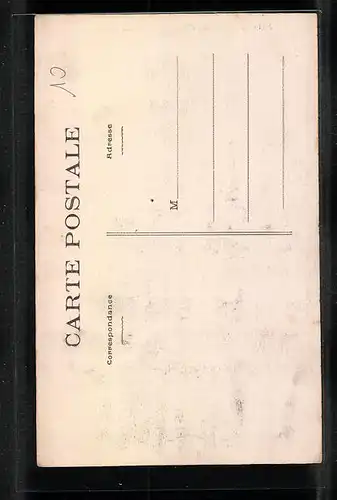 10
CARTE POSTALE
Correspondance
Adresse
M